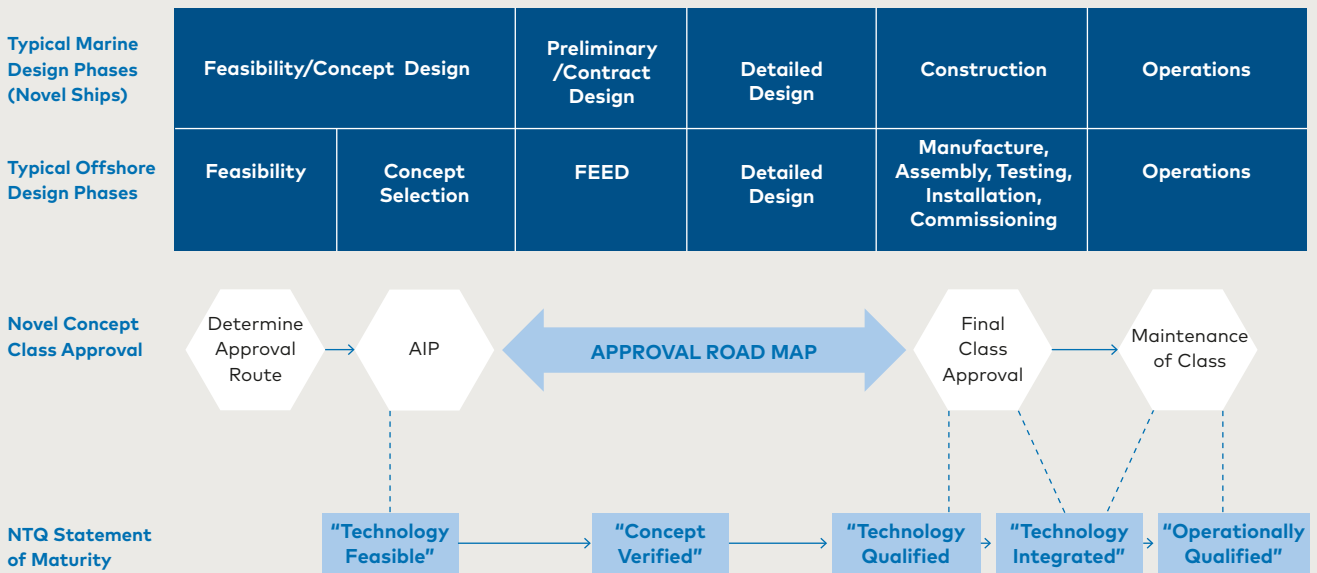 Typical Marine
Design Phases
(Novel Ships)
Feasibility/Concept Design
Preliminary
/Contract
Design
Detailed
Design
Construction
Operations
Typical Offshore
Design Phases
Feasibility
Concept
Selection
FEED
Detailed
Design
Manufacture,
Assembly, Testing,
Installation,
Commissioning
Operations
Novel Concept
Class Approval
Determine
Approval
Route
AIP
APPROVAL ROAD MAP
Final
Class
Approval
Maintenance
of Class
NTQ Statement
of Maturity
“Technology
Feasible”
“Concept
Verified”
“Technology
Qualified
“Technology
Integrated”
“Operationally
Qualified”